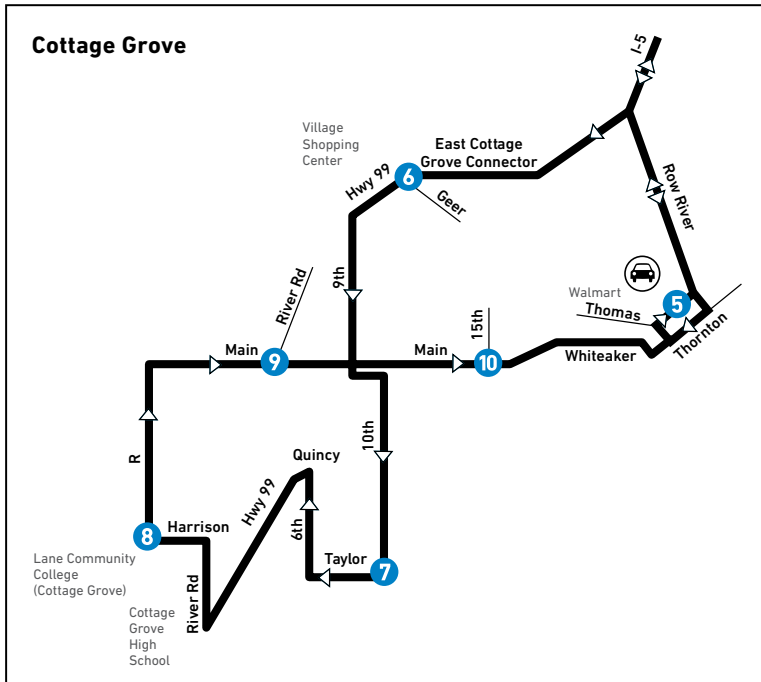 Cottage Grove
I-5
Village
Shopping
Center
East Cottage
Grove Connector
Hwy 99
6
Geer
Row River
9th
River Rd
Walmart
5
Thomas
15th
Thornton
Main
9
Main
10
Whiteaker
10th
R
Quincy
Hwy 99
6th
8
Harrison
Taylor
7
Lane Community
College
(Cottage Grove)
River Rd
Cottage
Grove
High
School